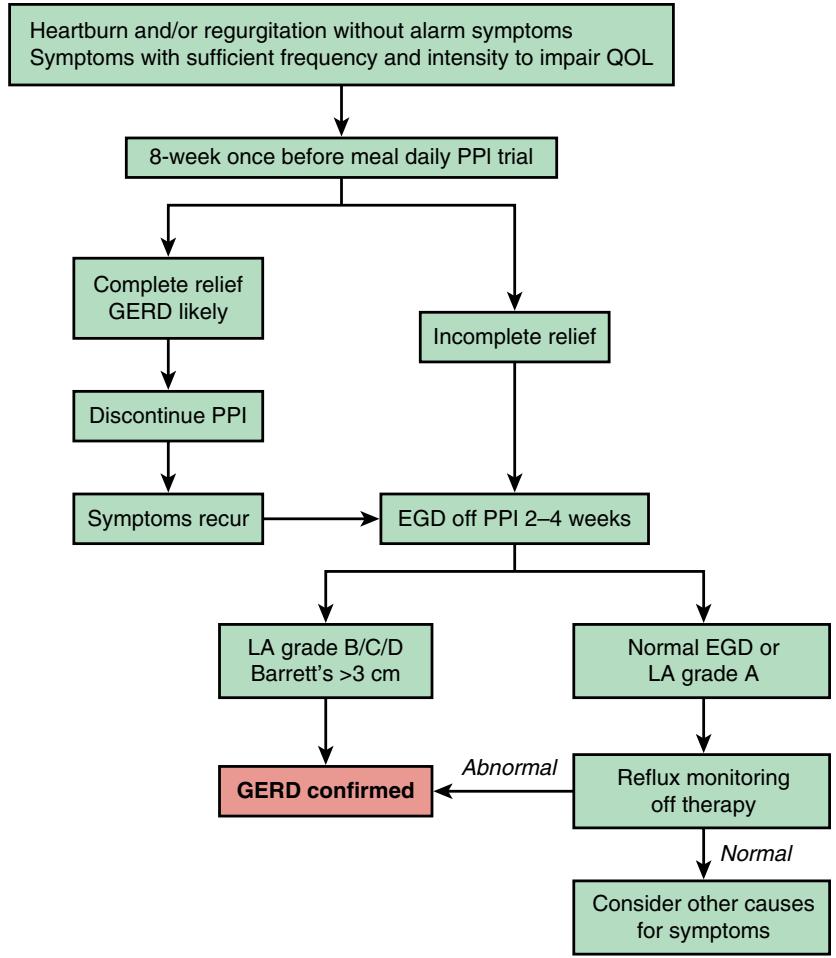 Heartburn and/or regurgitation without alarm symptoms
Symptoms with sufficient frequency and intensity to impair QOL
8-week once before meal daily PPI trial
Complete relief
GERD likely
Incomplete relief
Discontinue PPI
Symptoms recur
EGD off PPI 2–4 weeks
LA grade B/C/D
Barrett's >3 cm
Normal EGD or
LA grade A
GERD confirmed
Abnormal
Reflux monitoring
off therapy
Normal
Consider other causes
for symptoms